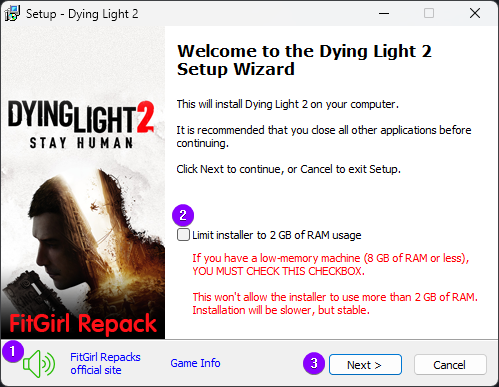 Setup - Dying Light 2
Welcome to the Dying Light 2
Setup Wizard
This will install Dying Light 2 on your computer.
It is recommended that you close all other applications before
continuing.
Click Next to continue, or Cancel to exit Setup.
DYING LIGHT 2
STAY HUMAN
2
Limit installer to 2 GB of RAM usage
If you have a low-memory machine (8 GB of RAM or less),
YOU MUST CHECK THIS CHECKBOX.
This won't allow the installer to use more than 2 GB of RAM.
Installation will be slower, but stable.
FitGirl Repack
1
FitGirl Repacks
official site
Game Info
3
Next >
Cancel